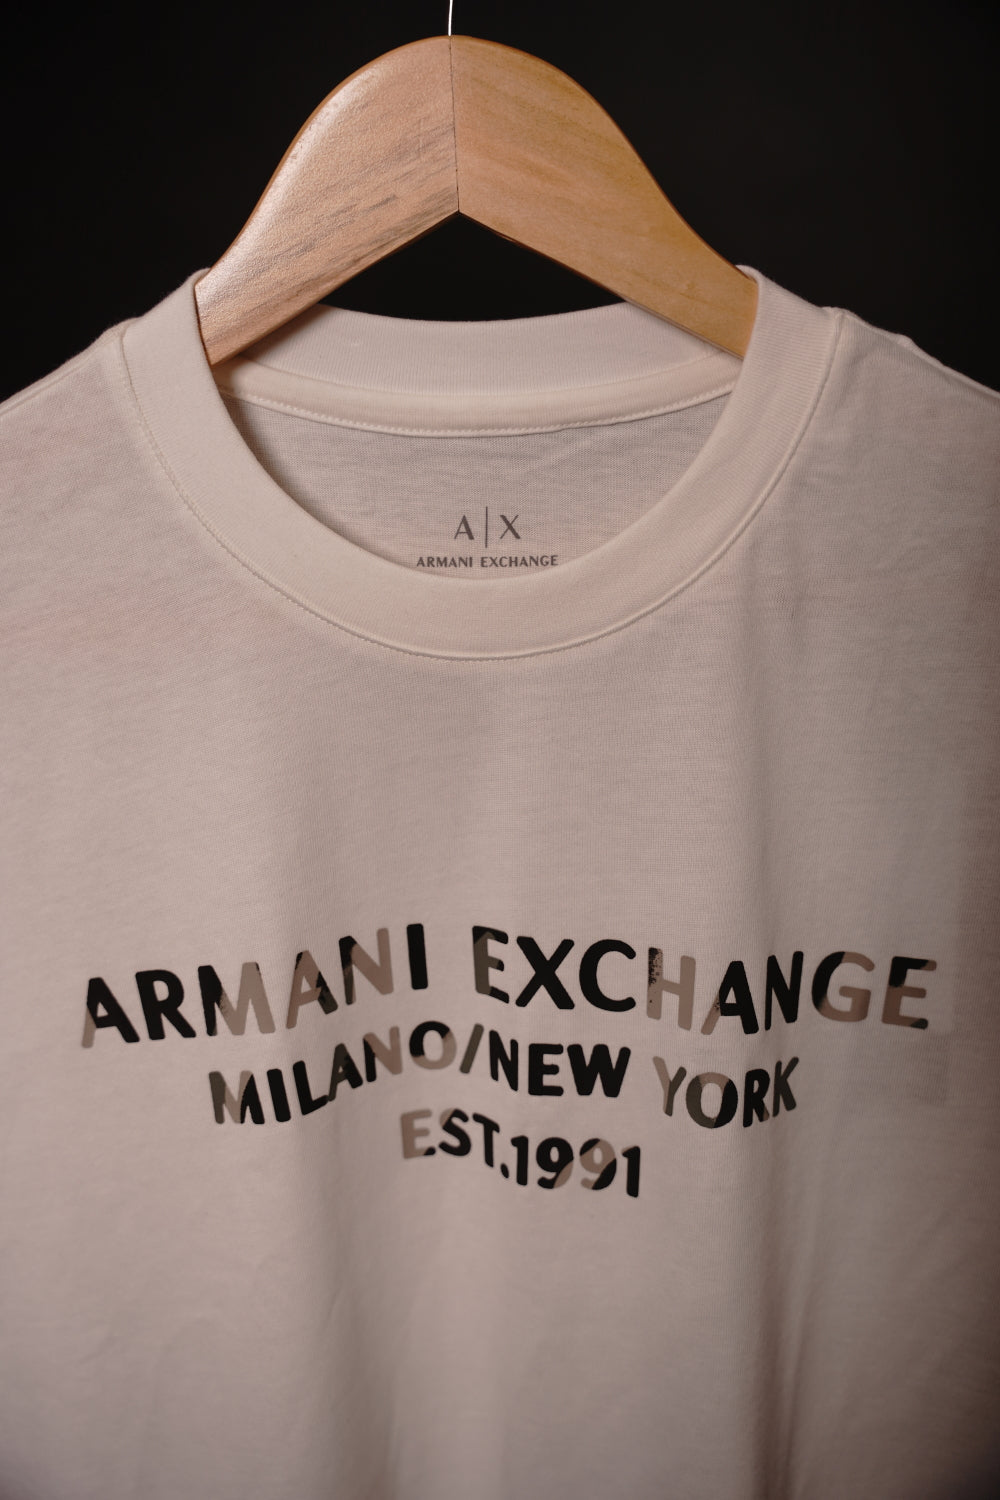 A|X
ARMANI EXCHANGE
ARMANI EXCHANGE
MILANO/NEW YORK
EST.1991